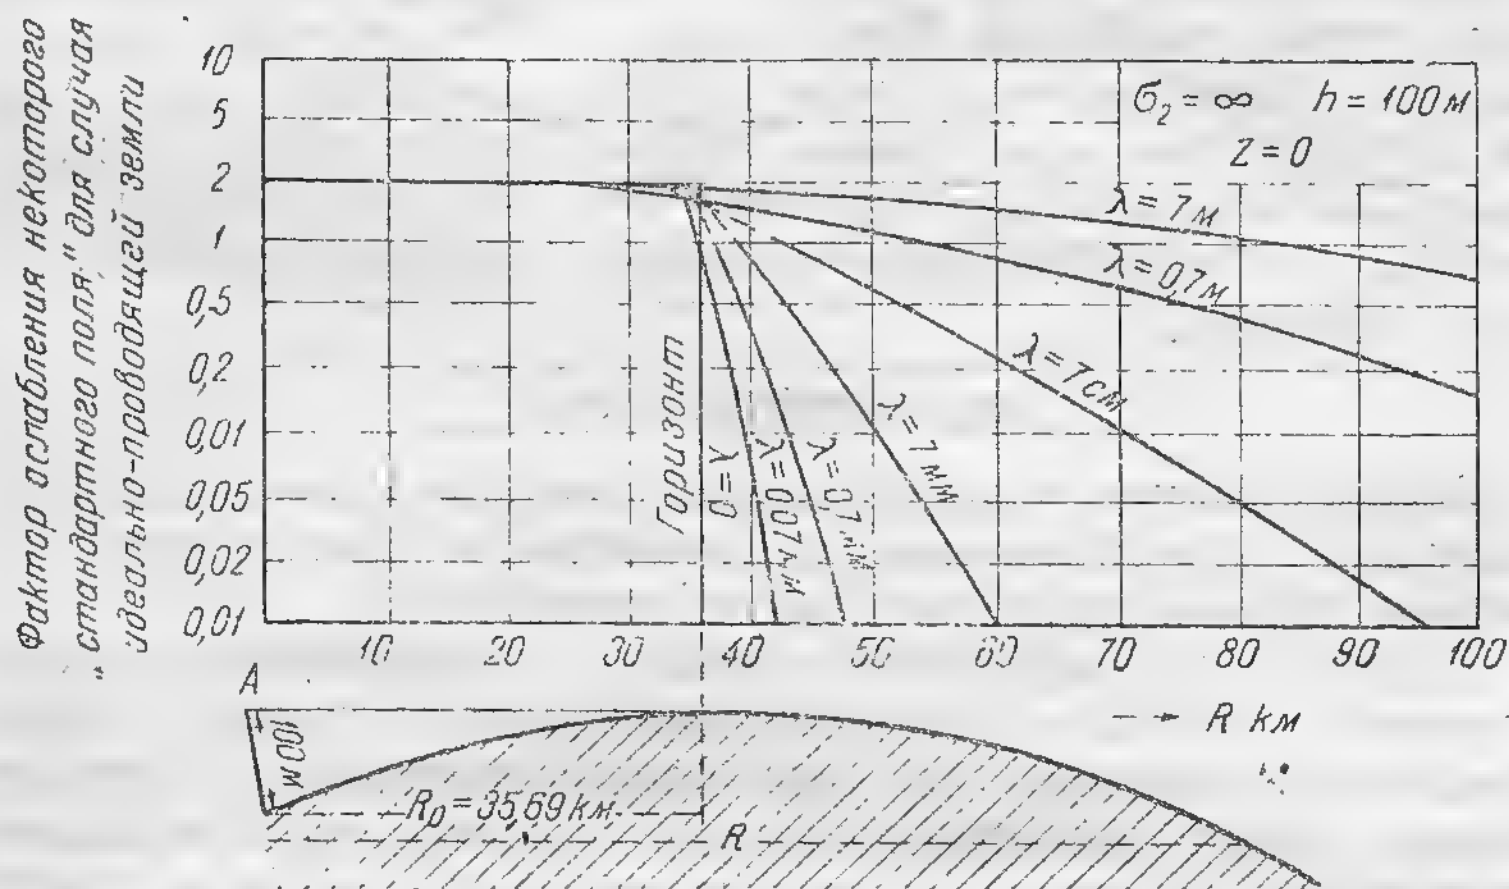 Фактор ослабления некоторого
„стандартного поля" для случая
идеально-проводящей земли
10
5
2
1
0,5
0,2
0,01
0,05
0,02
0,01
σ₂ = ∞ h = 100 м
z = 0
λ = 7 м
λ = 0,7 м
λ = 7 см
λ = 7 мм
λ = 0,7 мм
λ = 0,07 мм
λ = 0
Горизонт
10 20 30 40 50 60 70 80 90 100
R км
A
100 м
R₀ = 35,69 км
R